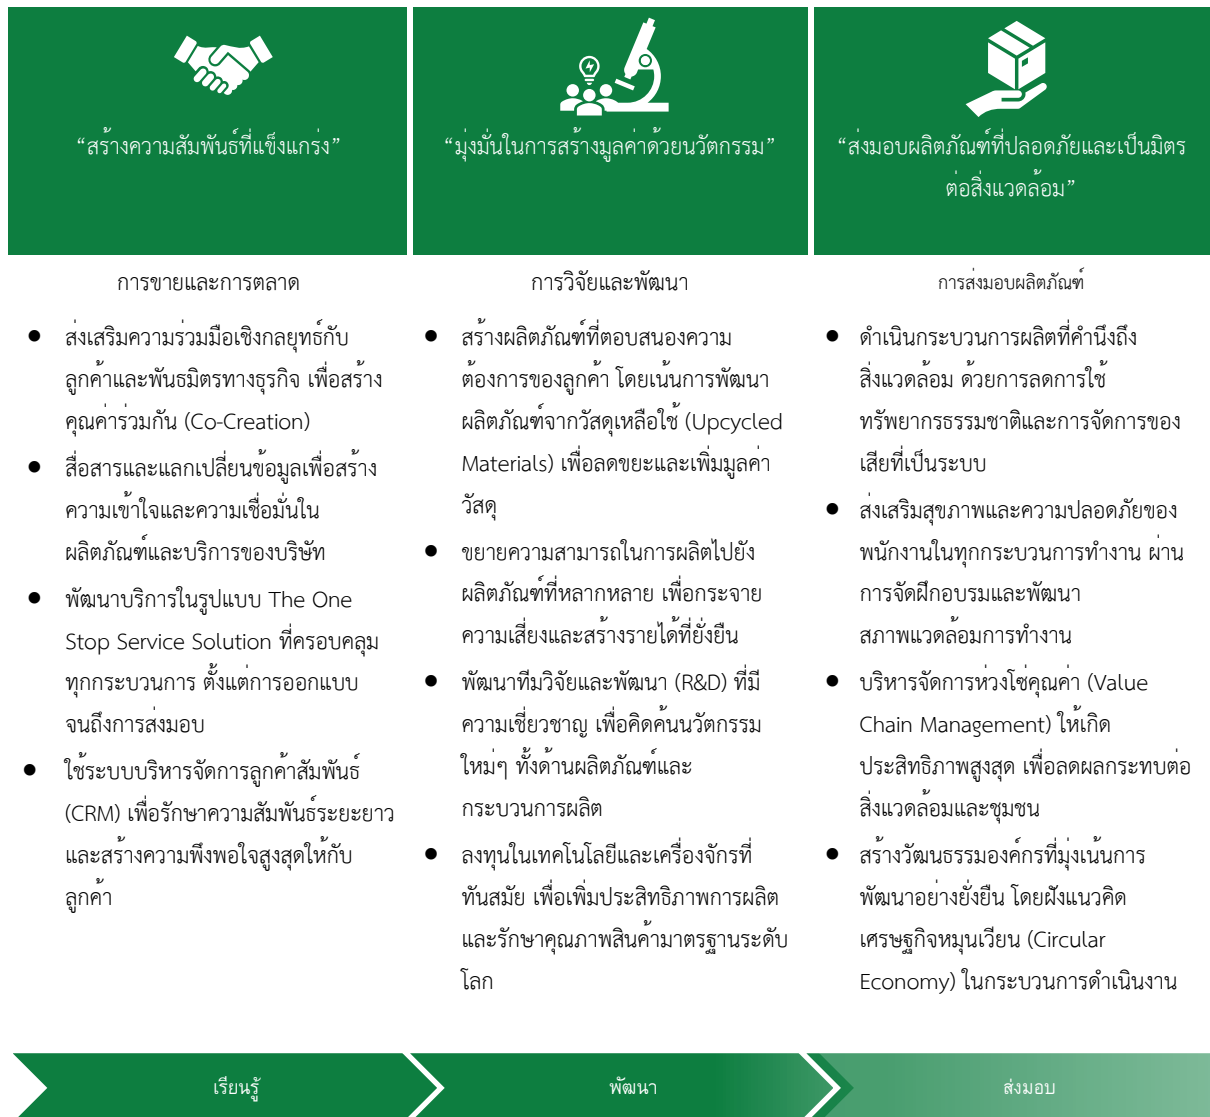 “สร้างความสัมพันธ์ที่แข็งแกร่ง”
“มุ่งมั่นในการสร้างมูลค่าด้วยนวัตกรรม”
“ส่งมอบผลิตภัณฑ์ที่ปลอดภัยและเป็นมิตร
ต่อสิ่งแวดล้อม”
การขายและการตลาด
● ส่งเสริมความร่วมมือเชิงกลยุทธ์กับ
ลูกค้าและพันธมิตรทางธุรกิจ เพื่อสร้าง
คุณค่าร่วมกัน (Co-Creation)
● สื่อสารและแลกเปลี่ยนข้อมูลเพื่อสร้าง
ความเข้าใจและความเชื่อมั่นใน
ผลิตภัณฑ์และบริการของบริษัท
● พัฒนาบริการในรูปแบบ The One
Stop Service Solution ที่ครอบคลุม
ทุกกระบวนการ ตั้งแต่การออกแบบ
จนถึงการส่งมอบ
● ใช้ระบบบริหารจัดการลูกค้าสัมพันธ์
(CRM) เพื่อรักษาความสัมพันธ์ระยะยาว
และสร้างความพึงพอใจสูงสุดให้กับ
ลูกค้า
การวิจัยและพัฒนา
● สร้างผลิตภัณฑ์ที่ตอบสนองความ
ต้องการของลูกค้า โดยเน้นการพัฒนา
ผลิตภัณฑ์จากวัสดุเหลือใช้ (Upcycled
Materials) เพื่อลดขยะและเพิ่มมูลค่า
วัสดุ
● ขยายความสามารถในการผลิตไปยัง
ผลิตภัณฑ์ที่หลากหลาย เพื่อกระจาย
ความเสี่ยงและสร้างรายได้ที่ยั่งยืน
● พัฒนาทีมวิจัยและพัฒนา (R&D) ที่มี
ความเชี่ยวชาญ เพื่อคิดค้นนวัตกรรม
ใหม่ๆ ทั้งด้านผลิตภัณฑ์และ
กระบวนการผลิต
● ลงทุนในเทคโนโลยีและเครื่องจักรที่
ทันสมัย เพื่อเพิ่มประสิทธิภาพการผลิต
และรักษาคุณภาพสินค้ามาตรฐานระดับ
โลก
การส่งมอบผลิตภัณฑ์
● ดำเนินกระบวนการผลิตที่คำนึงถึง
สิ่งแวดล้อม ด้วยการลดการใช้
ทรัพยากรธรรมชาติและการจัดการของ
เสียที่เป็นระบบ
● ส่งเสริมสุขภาพและความปลอดภัยของ
พนักงานในทุกกระบวนการทำงาน ผ่าน
การจัดฝึกอบรมและพัฒนา
สภาพแวดล้อมการทำงาน
● บริหารจัดการห่วงโซ่คุณค่า (Value
Chain Management) ให้เกิด
ประสิทธิภาพสูงสุด เพื่อลดผลกระทบต่อ
สิ่งแวดล้อมและชุมชน
● สร้างวัฒนธรรมองค์กรที่มุ่งเน้นการ
พัฒนาอย่างยั่งยืน โดยฝังแนวคิด
เศรษฐกิจหมุนเวียน (Circular
Economy) ในกระบวนการดำเนินงาน
เรียนรู้
พัฒนา
ส่งมอบ